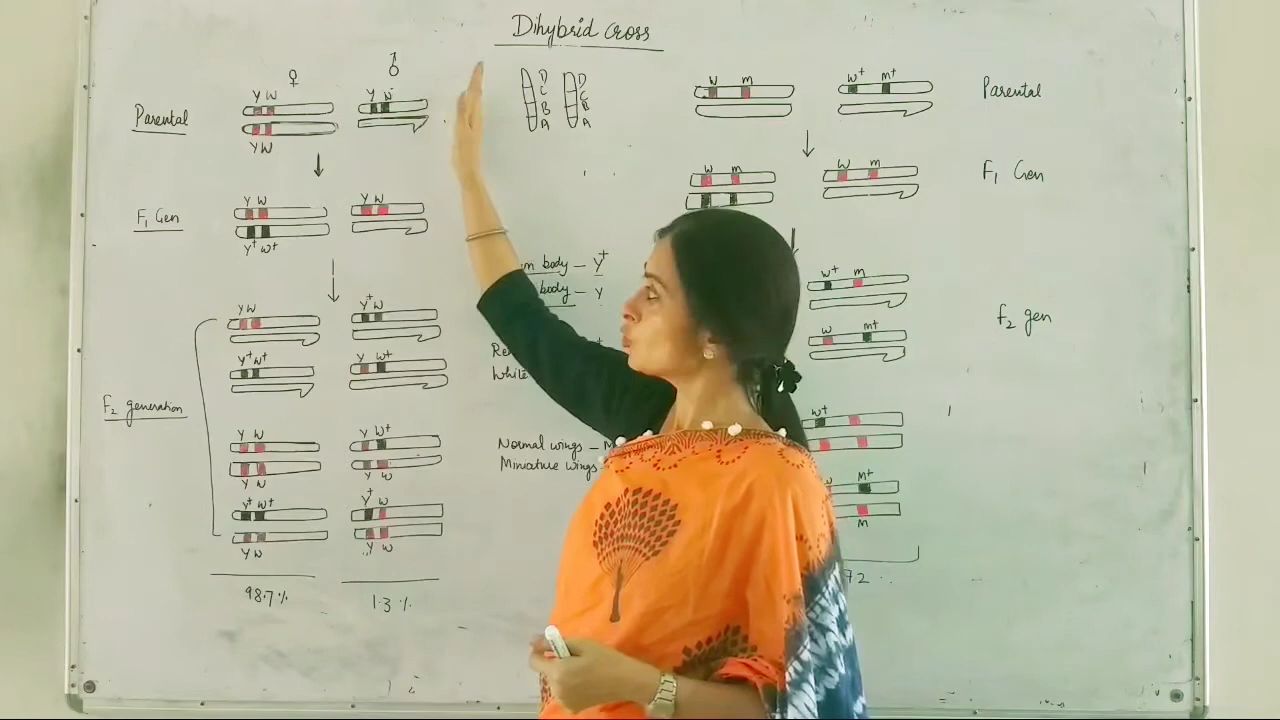 Dihybrid cross
♀ ♂
Parental
Y W
Y W
Y W
F1 Gen
Y W
Y+ W+
Y W
F2 generation
Y W
Y+ W
Y+ W+
Y W+
Y W
Y W
Y W+
Y W
Y+ W+
Y W
Y+ W
Y W
98.7%
1.3%
D D
C C
B B
A A
body – Y+
body – Y
White
Normal wings – M
Miniature wings
W m
W+ m+
Parental
W m
W m
F1 Gen
W+ m
W m+
F2 gen
W+
M+
M